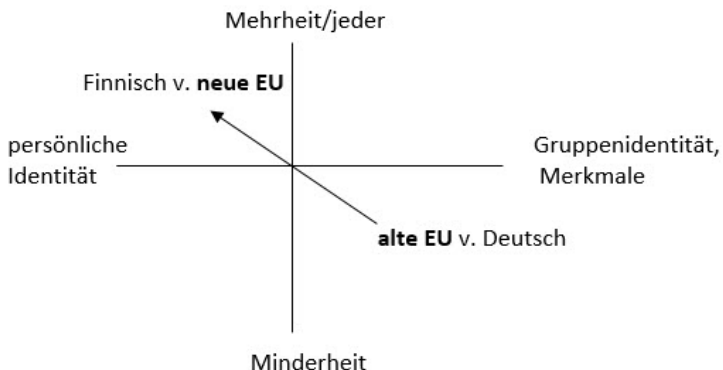 Mehrheit/jeder
Finnisch v. neue EU
persönliche
Identität
Gruppenidentität,
Merkmale
alte EU v. Deutsch
Minderheit